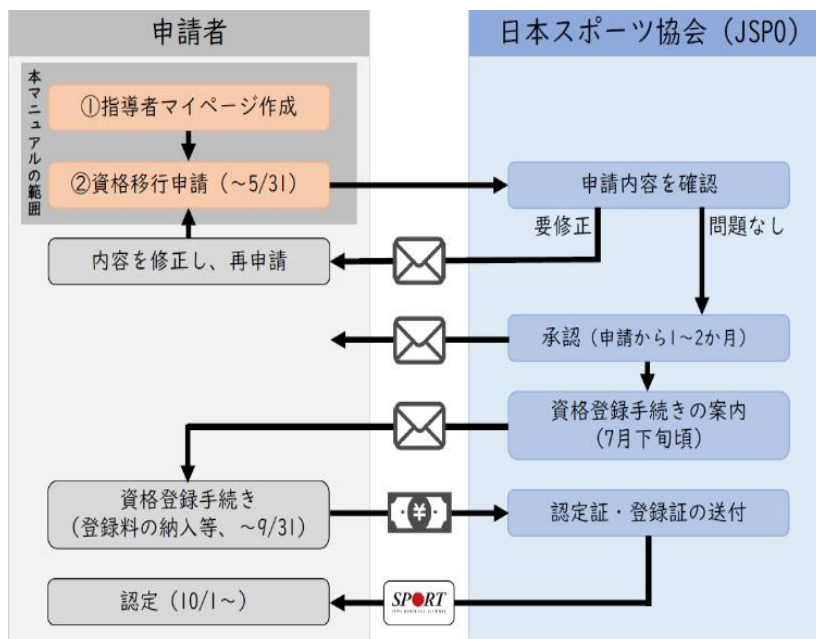 申請者
日本スポーツ協会（JSPO）
本マニュアルの範囲
①指導者マイページ作成
②資格移行申請（～5/31）
申請内容を確認
要修正
問題なし
内容を修正し、再申請
承認（申請から1～2か月）
資格登録手続きの案内
（7月下旬頃）
資格登録手続き
（登録料の納入等、～9/31）
¥
認定証・登録証の送付
認定（10/1～）
SPORT